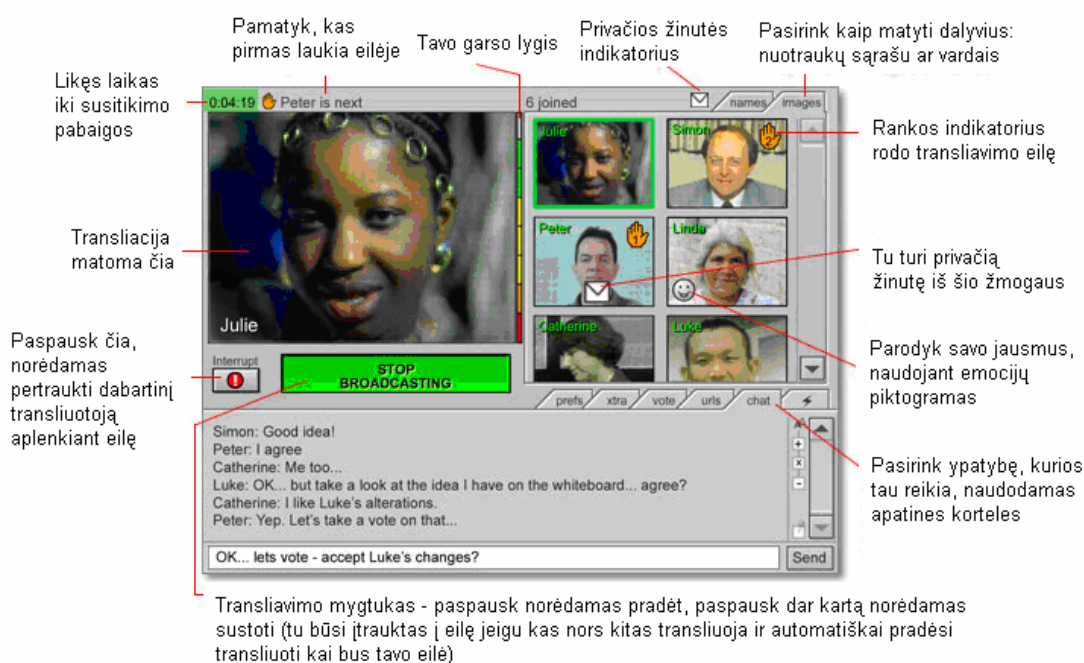 Pamatyk, kas
pirmas laukia eilėje
Tavo garso lygis
Privačios žinutės
indikatorius
Pasirink kaip matyti dalyvius:
nuotraukų sąrašu ar vardais
Likęs laikas
iki susitikimo
pabaigos
0:04:19 Peter is next
6 joined
names
images
Julie
Simon
2
Rankos indikatorius
rodo transliavimo eilę
Transliacija
matoma čia
Peter
1
Linda
Tu turi privačią
žinutę iš šio žmogaus
Julie
Catherine
Luke
Parodyk savo jausmus,
naudojant emocijų
piktogramas
Paspausk čia,
norėdamas
pertraukti dabartinį
transliuotoją
aplenkiant eilę
Interrupt
STOP
BROADCASTING
prefs
xtra
vote
urls
chat
Simon: Good idea!
Peter: I agree
Catherine: Me too...
Luke: OK... but take a look at the idea I have on the whiteboard... agree?
Catherine: I like Luke's alterations.
Peter: Yep. Let's take a vote on that...
Pasirink ypatybę, kurios
tau reikia, naudodamas
apatines korteles
OK... lets vote - accept Luke's changes?
Send
Transliavimo mygtukas - paspausk norėdamas pradėt, paspausk dar kartą norėdamas
sustoti (tu būsi įtrauktas į eilę jeigu kas nors kitas transliuoja ir automatiškai pradėsi
transliuoti kai bus tavo eilė)